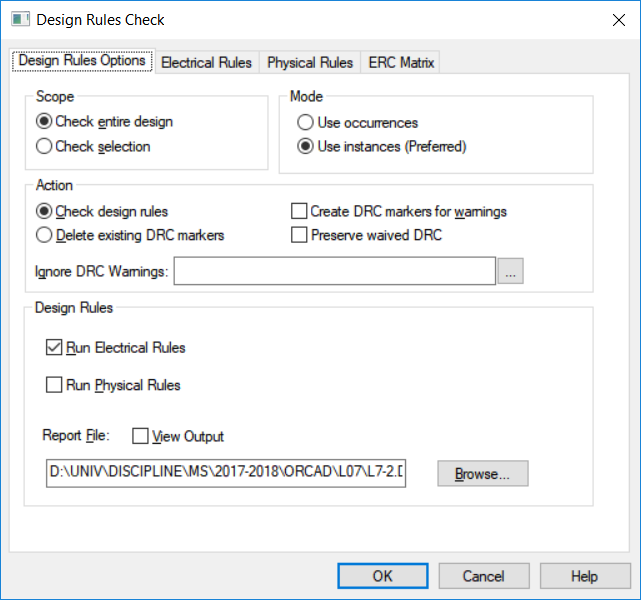 Design Rules Check
Design Rules Options Electrical Rules Physical Rules ERC Matrix
Scope
Check entire design
Check selection
Mode
Use occurrences
Use instances (Preferred)
Action
Check design rules
Delete existing DRC markers
Create DRC markers for warnings
Preserve waived DRC
Ignore DRC Warnings:
...
Design Rules
Run Electrical Rules
Run Physical Rules
Report File:
View Output
D:\UNIV\DISCIPLINE\MS\2017-2018\ORCAD\L07\L7-2.D
Browse...
OK Cancel Help